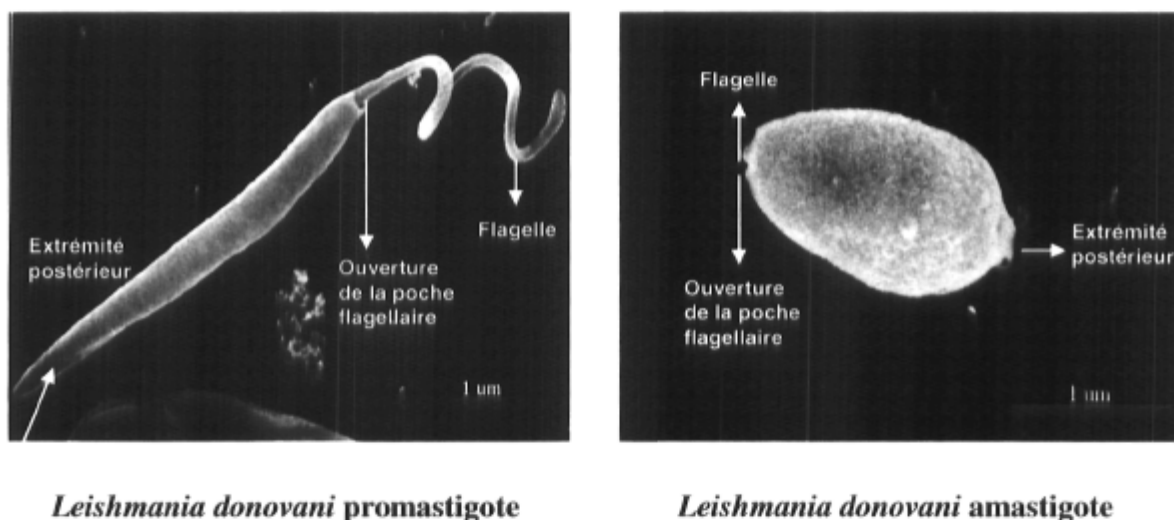 Extrémité
postérieur
Ouverture
de la poche
flagellaire
Flagelle
1 um
Flagelle
Ouverture
de la poche
flagellaire
Extrémité
postérieur
1 um
Leishmania donovani promastigote
Leishmania donovani amastigote